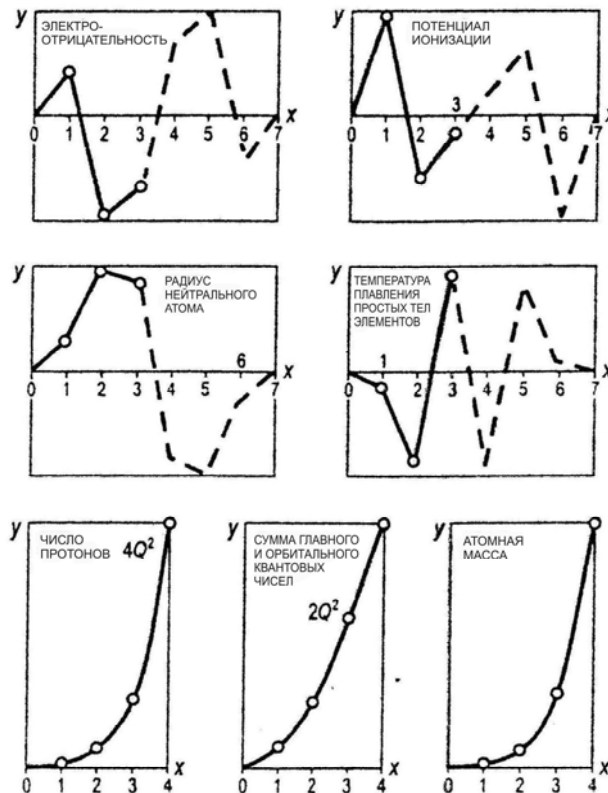 y
ЭЛЕКТРО-
ОТРИЦАТЕЛЬНОСТЬ
x
0 1 2 3 4 5 6 7
y
ПОТЕНЦИАЛ
ИОНИЗАЦИИ
3
x
0 1 2 4 5 6 7
y
РАДИУС
НЕЙТРАЛЬНОГО
АТОМА
6
x
0 1 2 3 4 5 7
y
ТЕМПЕРАТУРА
ПЛАВЛЕНИЯ
ПРОСТЫХ ТЕЛ
ЭЛЕМЕНТОВ
1
x
0 2 3 4 5 6 7
y
ЧИСЛО
ПРОТОНОВ
4Q²
x
0 1 2 3 4
y
СУММА ГЛАВНОГО
И ОРБИТАЛЬНОГО
КВАНТОВЫХ
ЧИСЕЛ
2Q²
x
0 1 2 3 4
y
АТОМНАЯ
МАССА
x
0 1 2 3 4